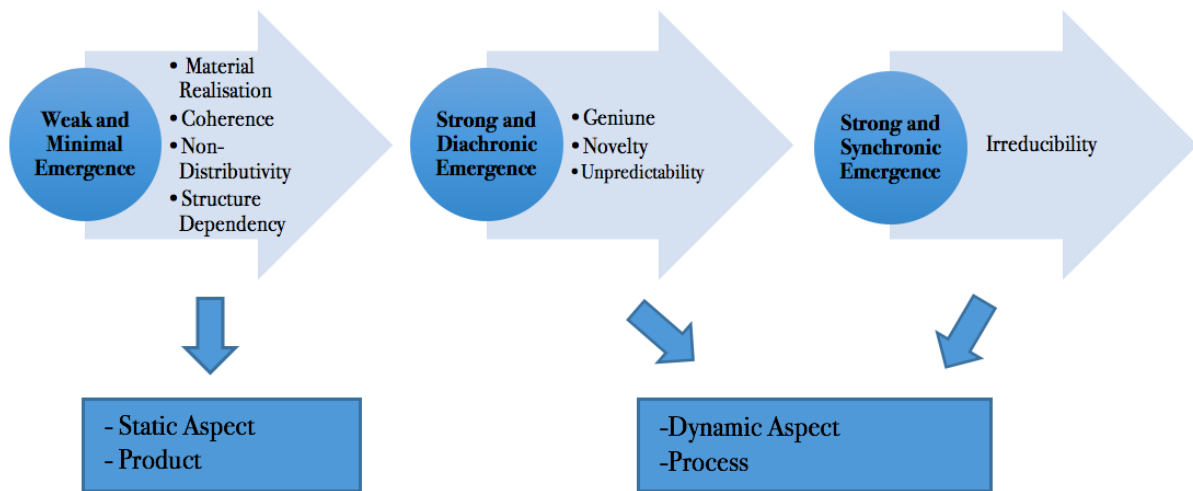 Weak and
Minimal
Emergence
• Material
Realisation
• Coherence
• Non-
Distributivity
• Structure
Dependency
Strong and
Diachronic
Emergence
• Geniune
• Novelty
• Unpredictability
Strong and
Synchronic
Emergence
Irreducibility
- Static Aspect
- Product
-Dynamic Aspect
-Process